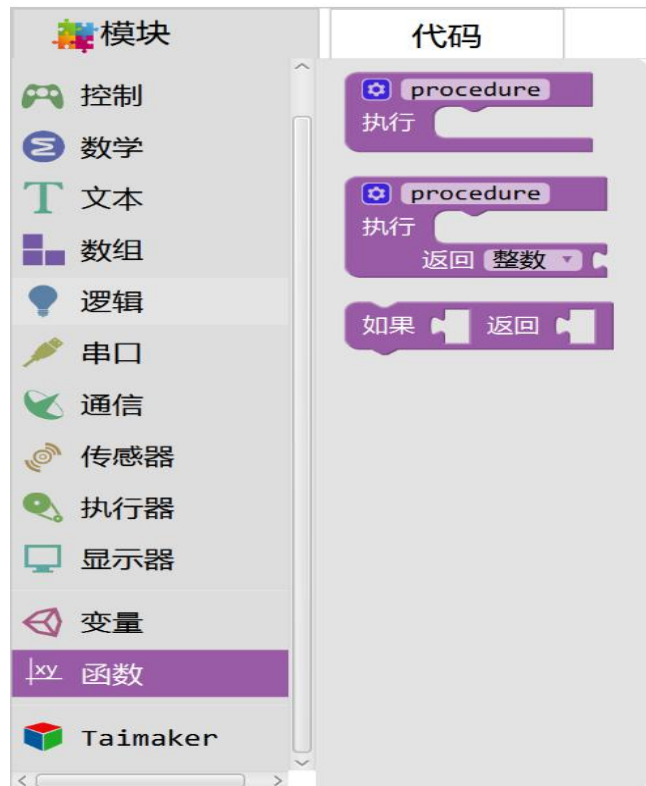 模块
代码
控制
数学
文本
数组
逻辑
串口
通信
传感器
执行器
显示器
变量
xy 函数
Taimaker
procedure
执行
procedure
执行
返回 整数
如果 返回